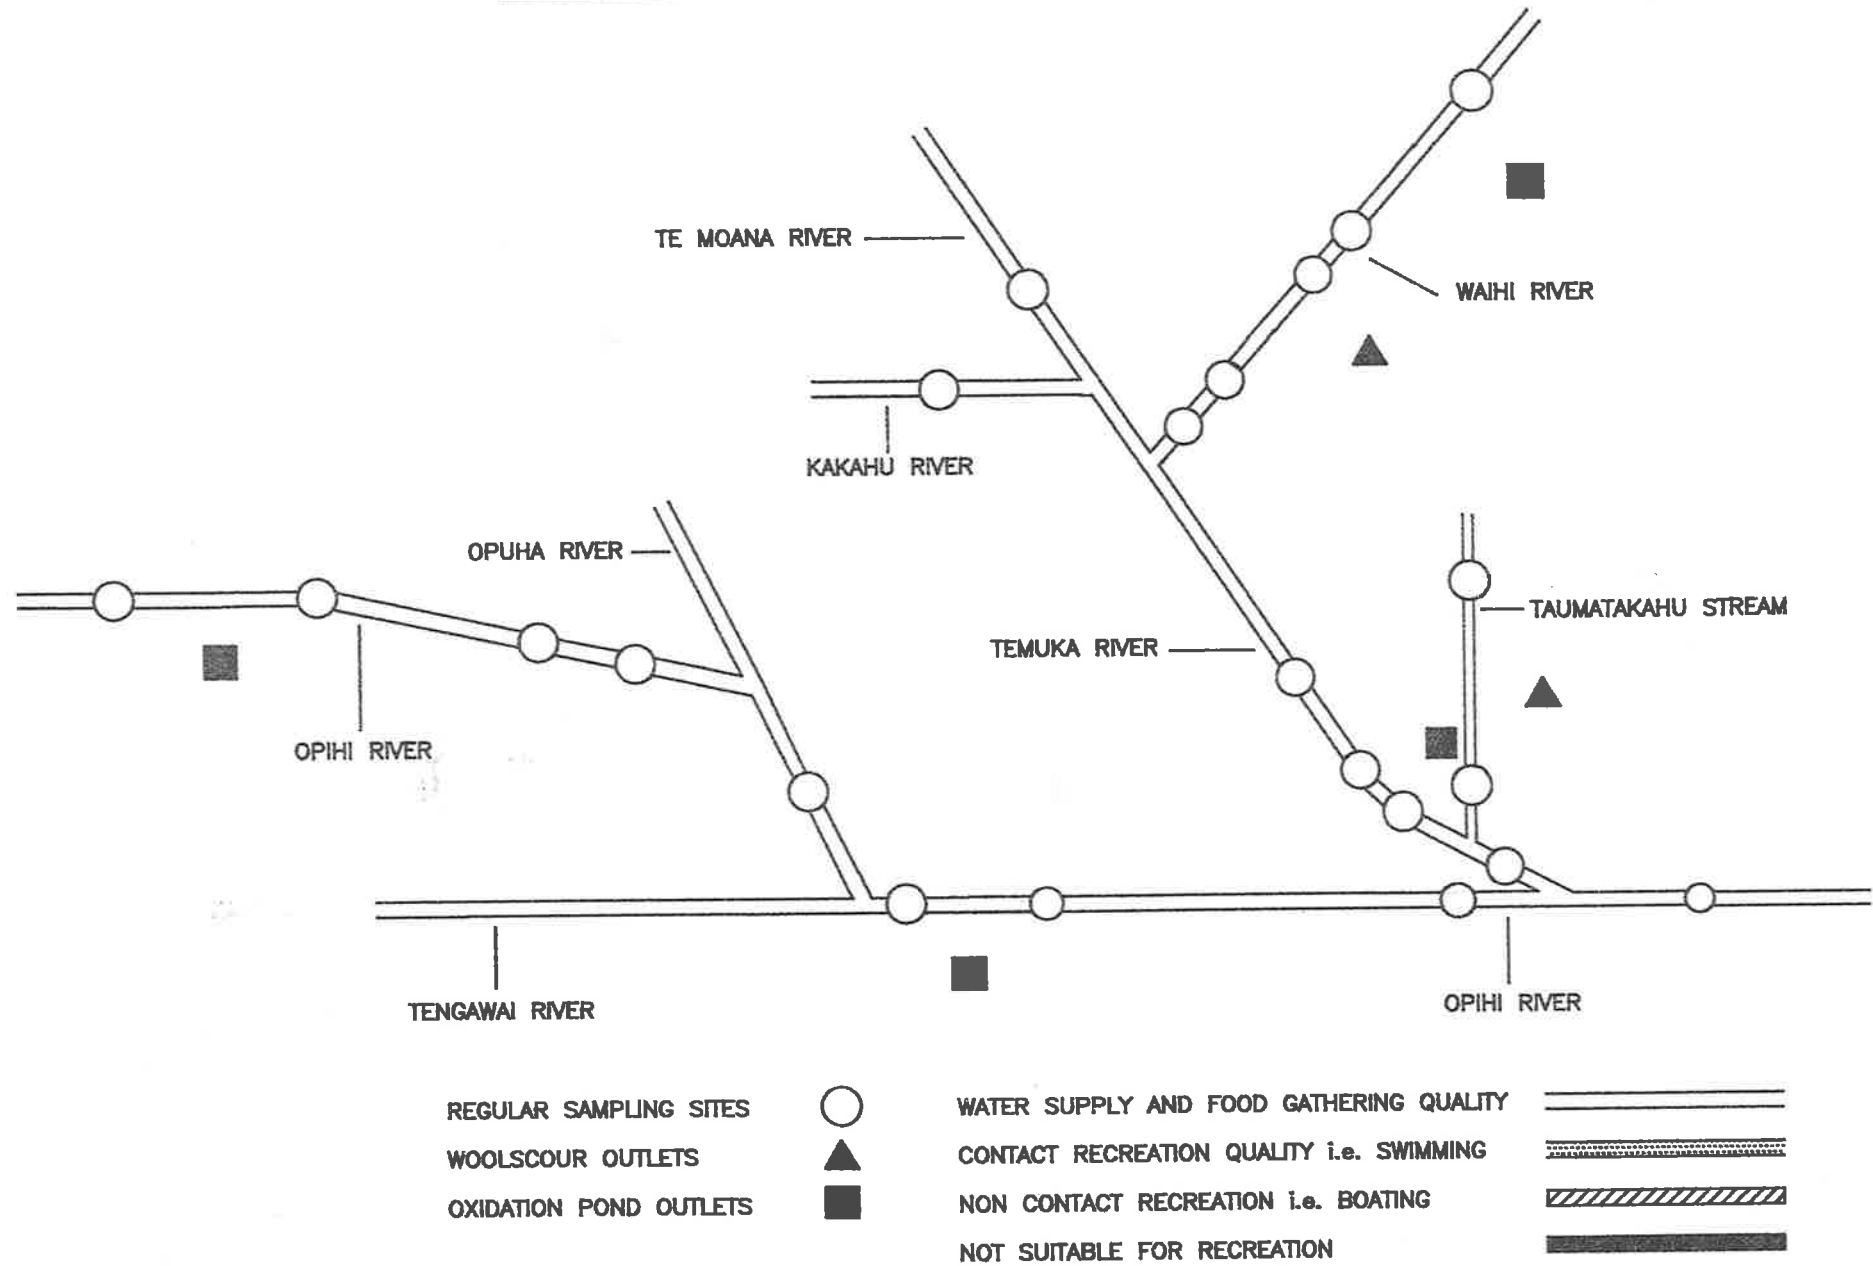 TE MOANA RIVER
WAIHI RIVER
KAKAHU RIVER
OPUHA RIVER
TAUMATAKAHU STREAM
TEMUKA RIVER
OPIHI RIVER
TENGAWAI RIVER
OPIHI RIVER
REGULAR SAMPLING SITES
WOOLSCOUR OUTLETS
OXIDATION POND OUTLETS
WATER SUPPLY AND FOOD GATHERING QUALITY
CONTACT RECREATION QUALITY i.e. SWIMMING
NON CONTACT RECREATION i.e. BOATING
NOT SUITABLE FOR RECREATION